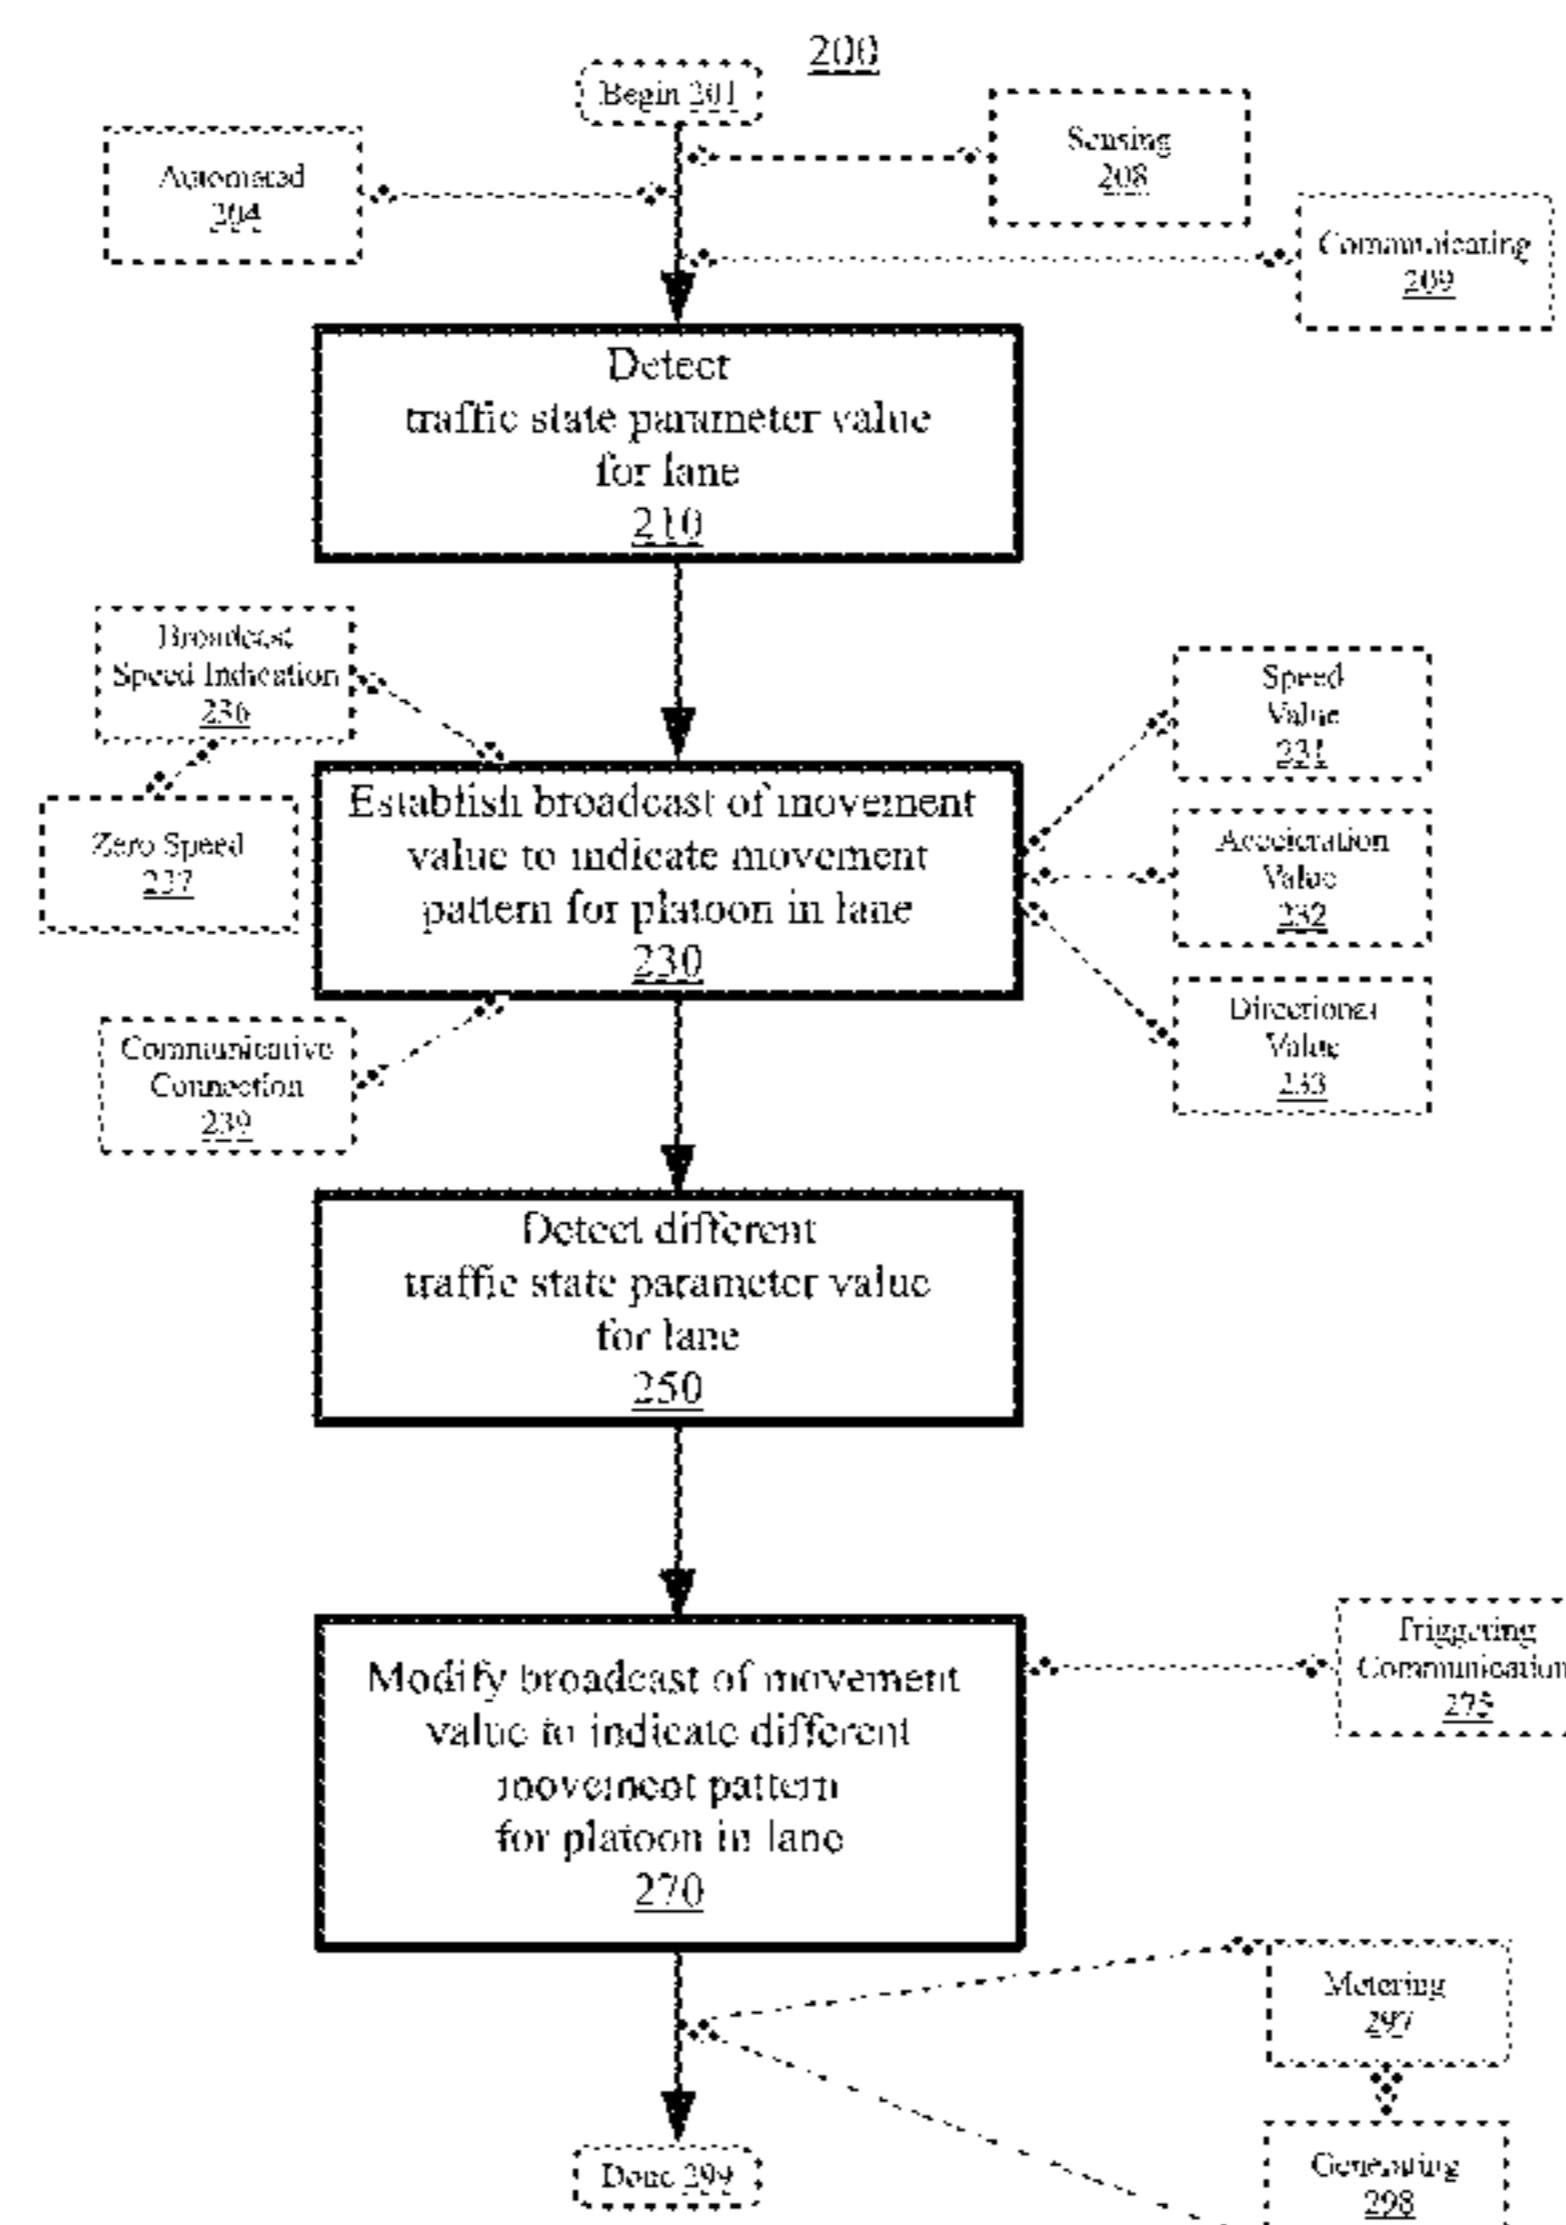 200
Begin 201
Sensing
208
Automated
204
Communicating
209
Detect
traffic state parameter value
for lane
210
Broadcast
Speed Indication
236
Speed
Value
231
Zero Speed
237
Establish broadcast of movement
value to indicate movement
pattern for platoon in lane
230
Acceleration
Value
232
Directional
Value
233
Communicative
Connection
239
Detect different
traffic state parameter value
for lane
250
Modify broadcast of movement
value to indicate different
movement pattern
for platoon in lane
270
Triggering
Communication
275
Metering
297
Generating
298
Done 299